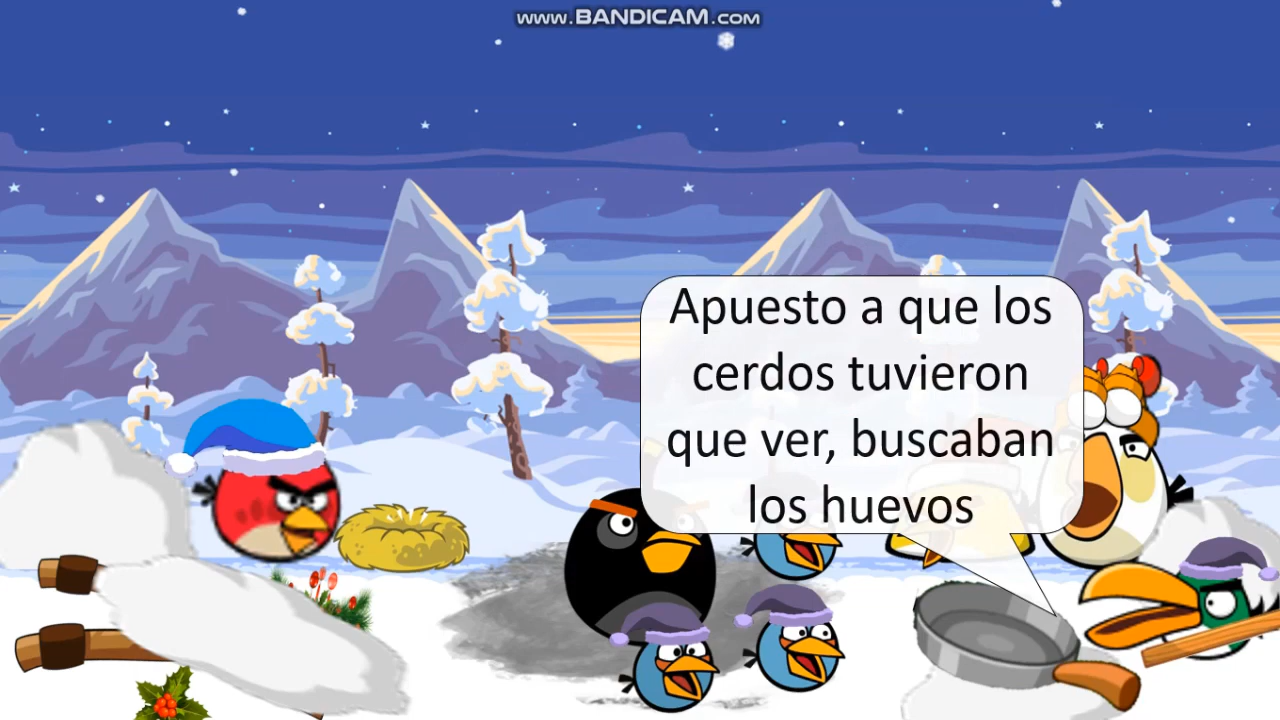 www.BANDICAM.com
Apuesto a que los
cerdos tuvieron
que ver, buscaban
los huevos